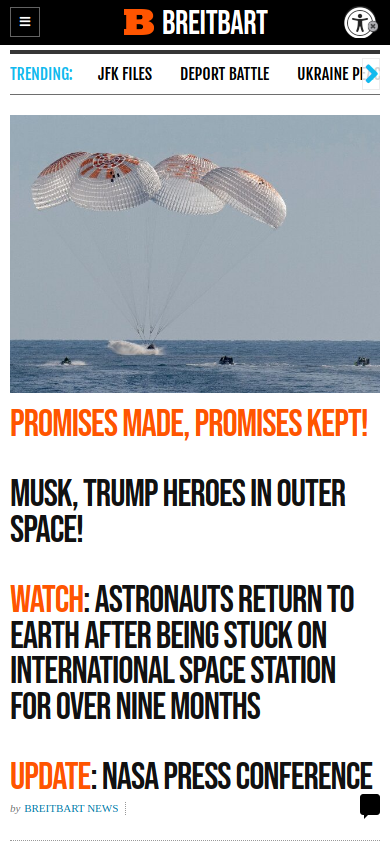 BREITBART
TRENDING:
JFK FILES
DEPORT BATTLE
UKRAINE
PROMISES MADE, PROMISES KEPT!
MUSK, TRUMP HEROES IN OUTER
SPACE!
WATCH: ASTRONAUTS RETURN TO
EARTH AFTER BEING STUCK ON
INTERNATIONAL SPACE STATION
FOR OVER NINE MONTHS
UPDATE: NASA PRESS CONFERENCE
by BREITBART NEWS